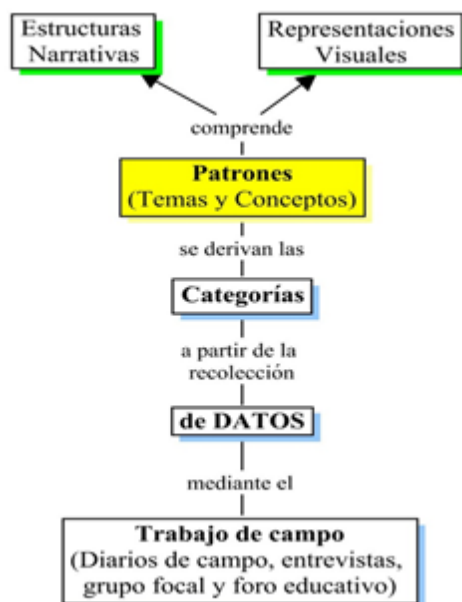 Estructuras
Narrativas
Representaciones
Visuales
comprende
Patrones
(Temas y Conceptos)
se derivan las
Categorías
a partir de la
recolección
de DATOS
mediante el
Trabajo de campo
(Diarios de campo, entrevistas,
grupo focal y foro educativo)